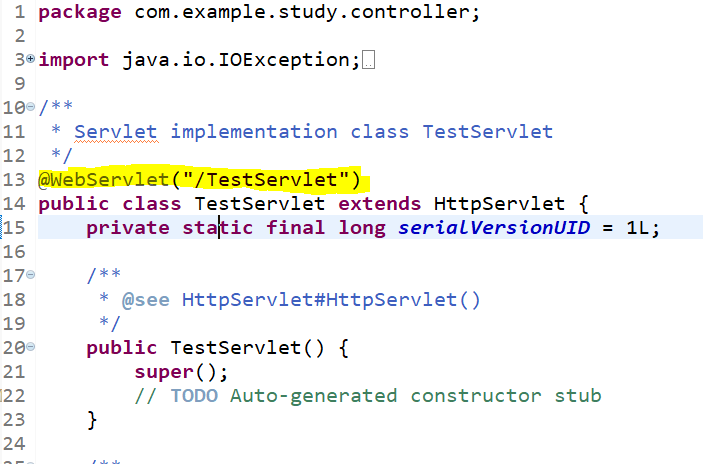 1 package com.example.study.controller;
2
3 import java.io.IOException;
9
10 /**
11 * Servlet implementation class TestServlet
12 */
13 @WebServlet("/TestServlet")
14 public class TestServlet extends HttpServlet {
15 private static final long serialVersionUID = 1L;
16
17 /**
18 * @see HttpServlet#HttpServlet()
19 */
20 public TestServlet() {
21 super();
22 // TODO Auto-generated constructor stub
23 }
24